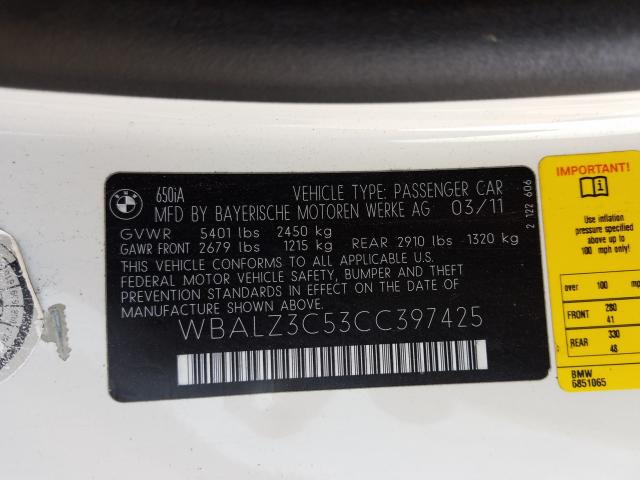 BMW
650iA
VEHICLE TYPE: PASSENGER CAR
MFD BY BAYERISCHE MOTOREN WERKE AG 03/11
GVWR 5401 lbs 2450 kg
GAWR FRONT 2679 lbs 1215 kg REAR 2910 lbs 1320 kg
THIS VEHICLE CONFORMS TO ALL APPLICABLE U.S.
FEDERAL MOTOR VEHICLE SAFETY, BUMPER AND THEFT
PREVENTION STANDARDS IN EFFECT ON THE DATE OF
MANUFACTURE SHOWN ABOVE.
WBALZ3C53CC397425
2 122 606
IMPORTANT!
Use inflation
pressure specified
above up to
100 mph only!
over 100
FRONT 280
41
REAR 330
48
BMW
6851065